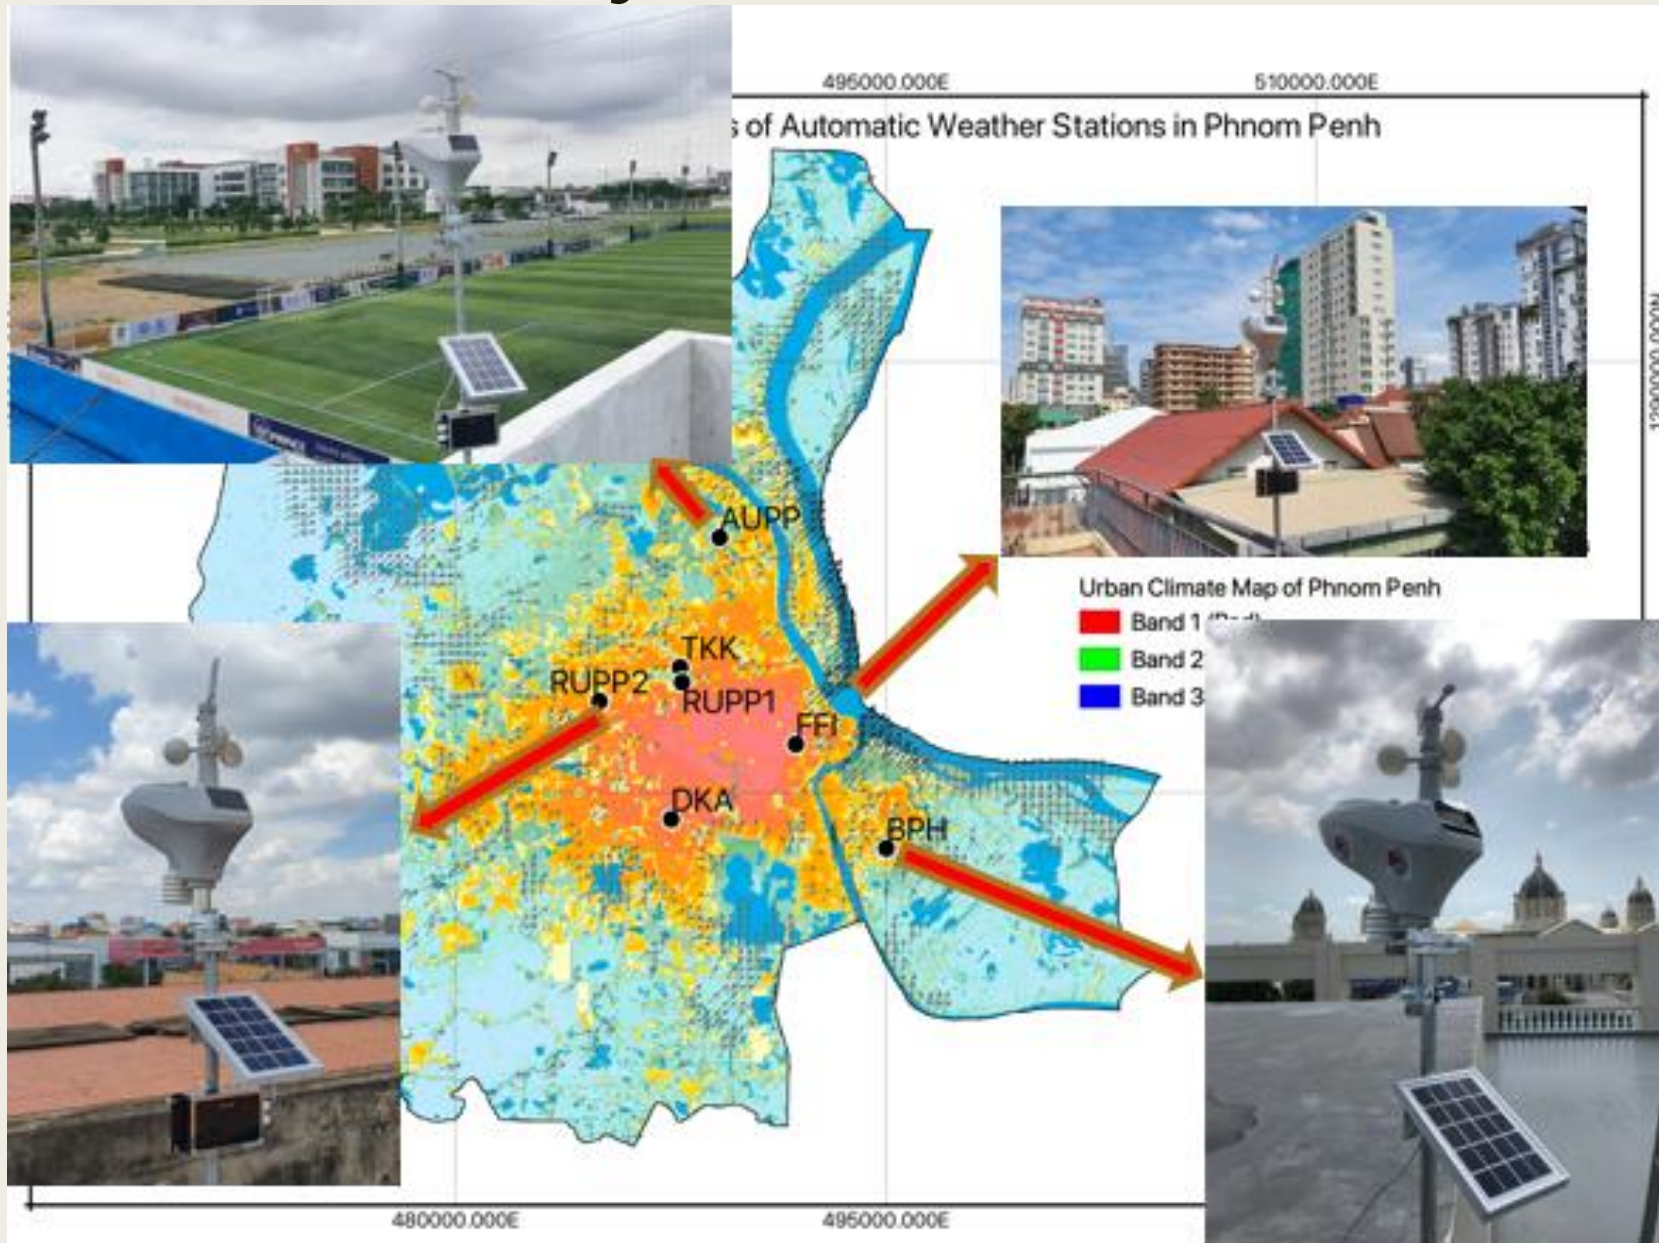 495000.000E 510000.000E
s of Automatic Weather Stations in Phnom Penh
AUPP
Urban Climate Map of Phnom Penh
Band 1 (Red)
Band 2
Band 3
TKK
RUPP2
RUPP1
FFI
DKA
BPH
480000.000E 495000.000E